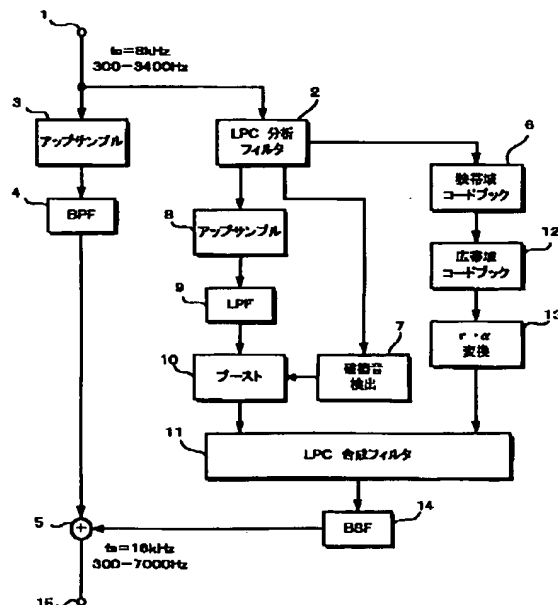 1
fs=8kHz
300-3400Hz
3
アップサンプル
2
LPC 分析
フィルタ
6
狭帯域
コードブック
4
BPF
8
アップサンプル
12
広帯域
コードブック
9
LPF
7
13
r→α
変換
10
ブースト
破擦音
検出
11
LPC 合成フィルタ
5
+
14
BSF
fs=16kHz
300-7000Hz
15